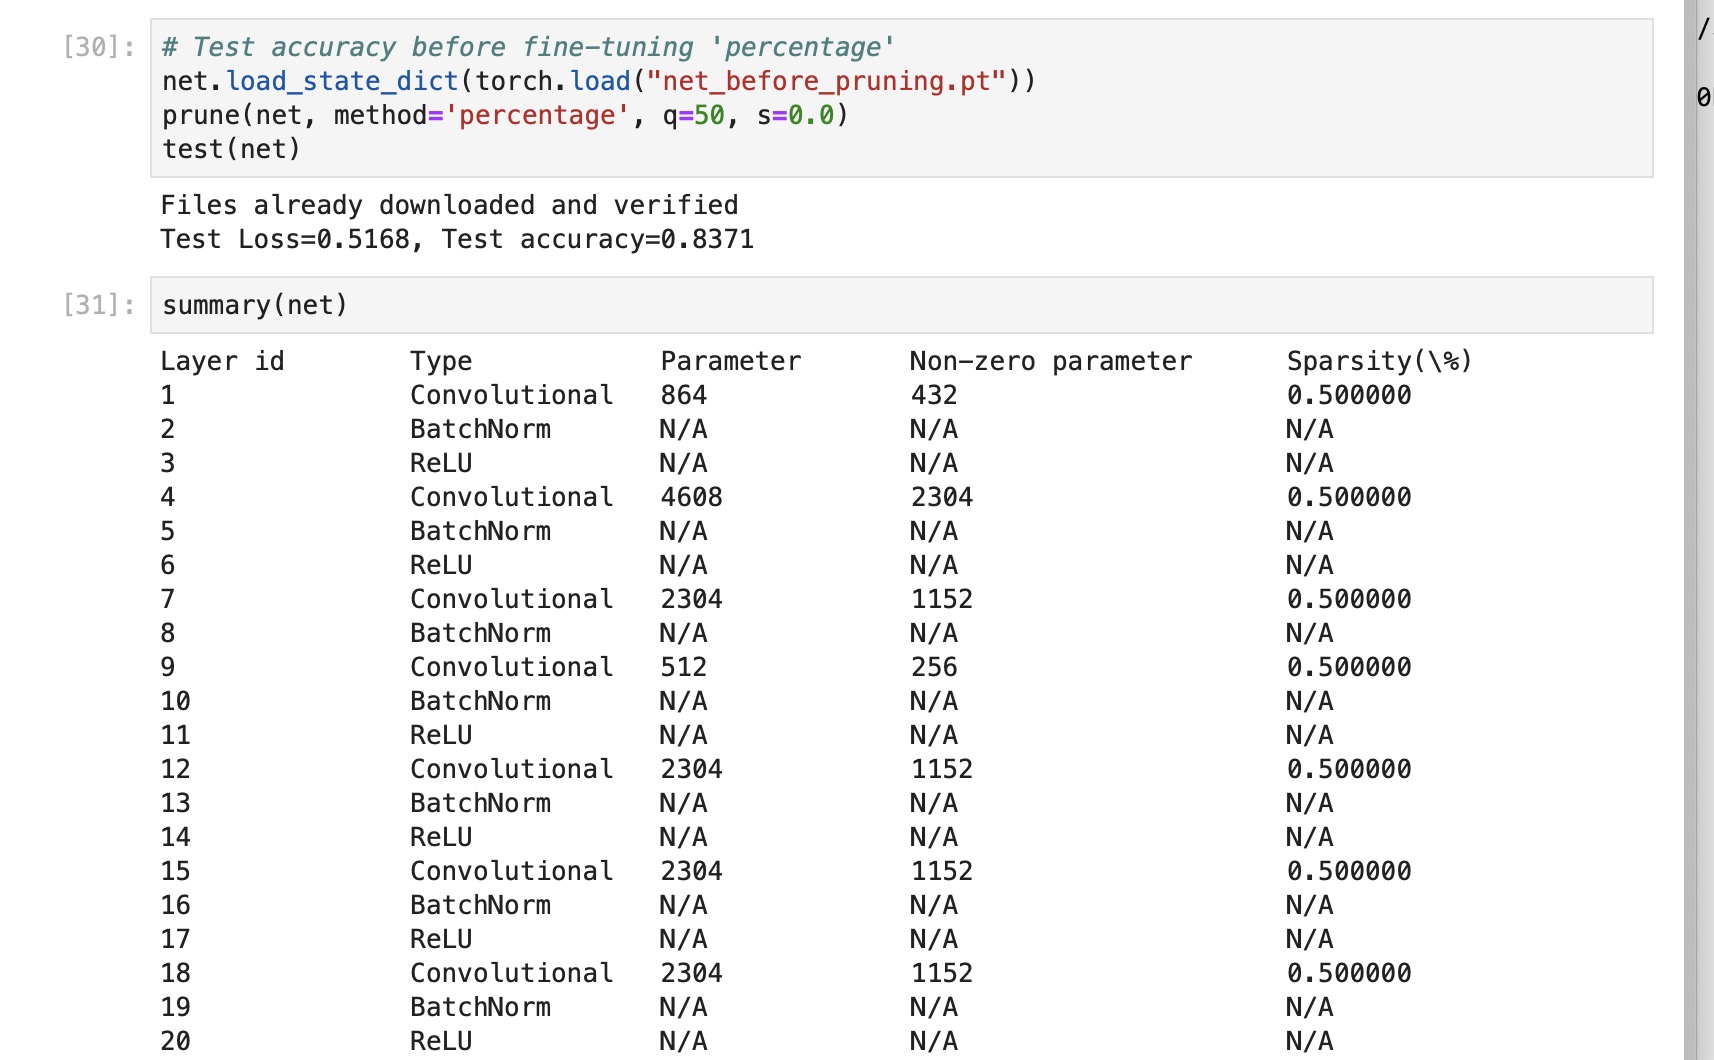 [30]: # Test accuracy before fine-tuning 'percentage'
net.load_state_dict(torch.load("net_before_pruning.pt"))
prune(net, method='percentage', q=50, s=0.0)
test(net)
Files already downloaded and verified
Test Loss=0.5168, Test accuracy=0.8371
[31]: summary(net)
Layer id Type Parameter Non-zero parameter Sparsity(\%)
1 Convolutional 864 432 0.500000
2 BatchNorm N/A N/A N/A
3 ReLU N/A N/A N/A
4 Convolutional 4608 2304 0.500000
5 BatchNorm N/A N/A N/A
6 ReLU N/A N/A N/A
7 Convolutional 2304 1152 0.500000
8 BatchNorm N/A N/A N/A
9 Convolutional 512 256 0.500000
10 BatchNorm N/A N/A N/A
11 ReLU N/A N/A N/A
12 Convolutional 2304 1152 0.500000
13 BatchNorm N/A N/A N/A
14 ReLU N/A N/A N/A
15 Convolutional 2304 1152 0.500000
16 BatchNorm N/A N/A N/A
17 ReLU N/A N/A N/A
18 Convolutional 2304 1152 0.500000
19 BatchNorm N/A N/A N/A
20 ReLU N/A N/A N/A